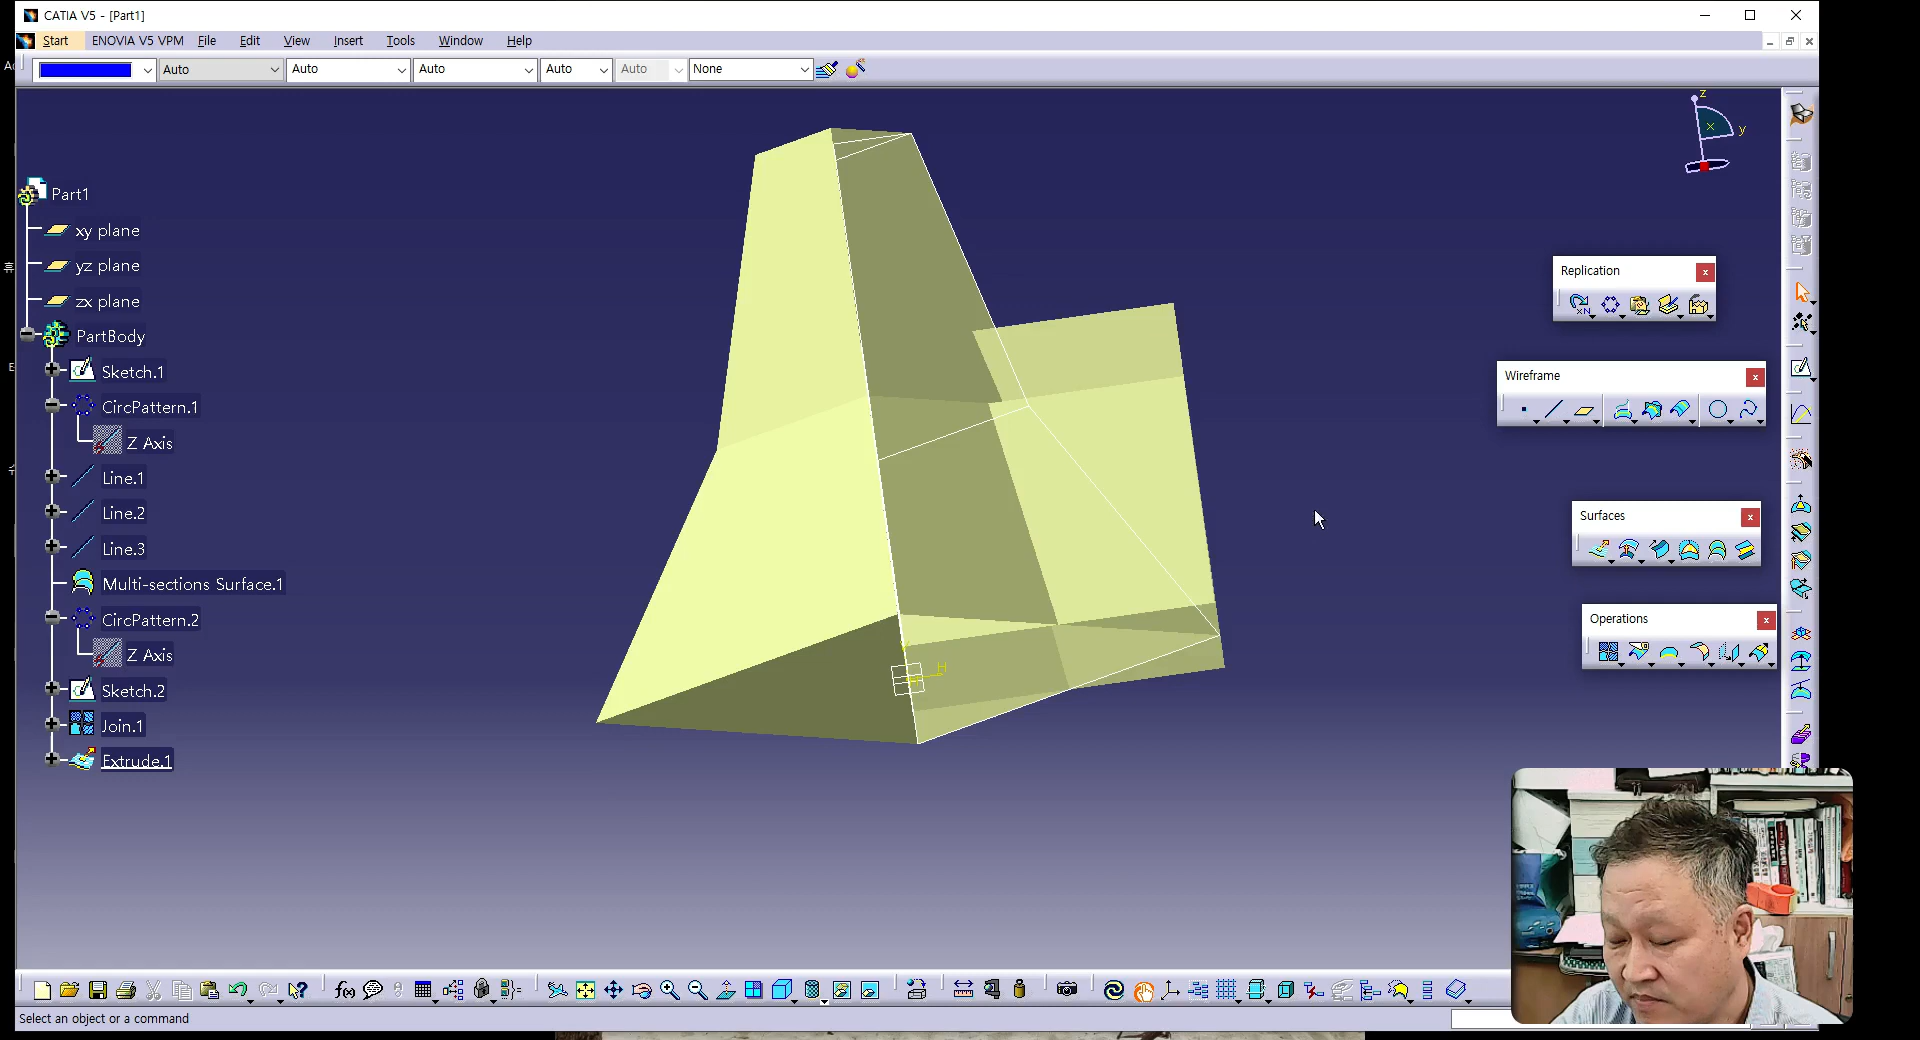 CATIA V5 - [Part1]
Start ENOVIA V5 VPM File Edit View Insert Tools Window Help
Auto Auto Auto Auto Auto None
z
x
y
Part1
xy plane
yz plane
zx plane
PartBody
Sketch.1
CircPattern.1
Z Axis
Line.1
Line.2
Line.3
Multi-sections Surface.1
CircPattern.2
Z Axis
Sketch.2
Join.1
Extrude.1
H
Replication
Wireframe
Surfaces
Operations
Select an object or a command